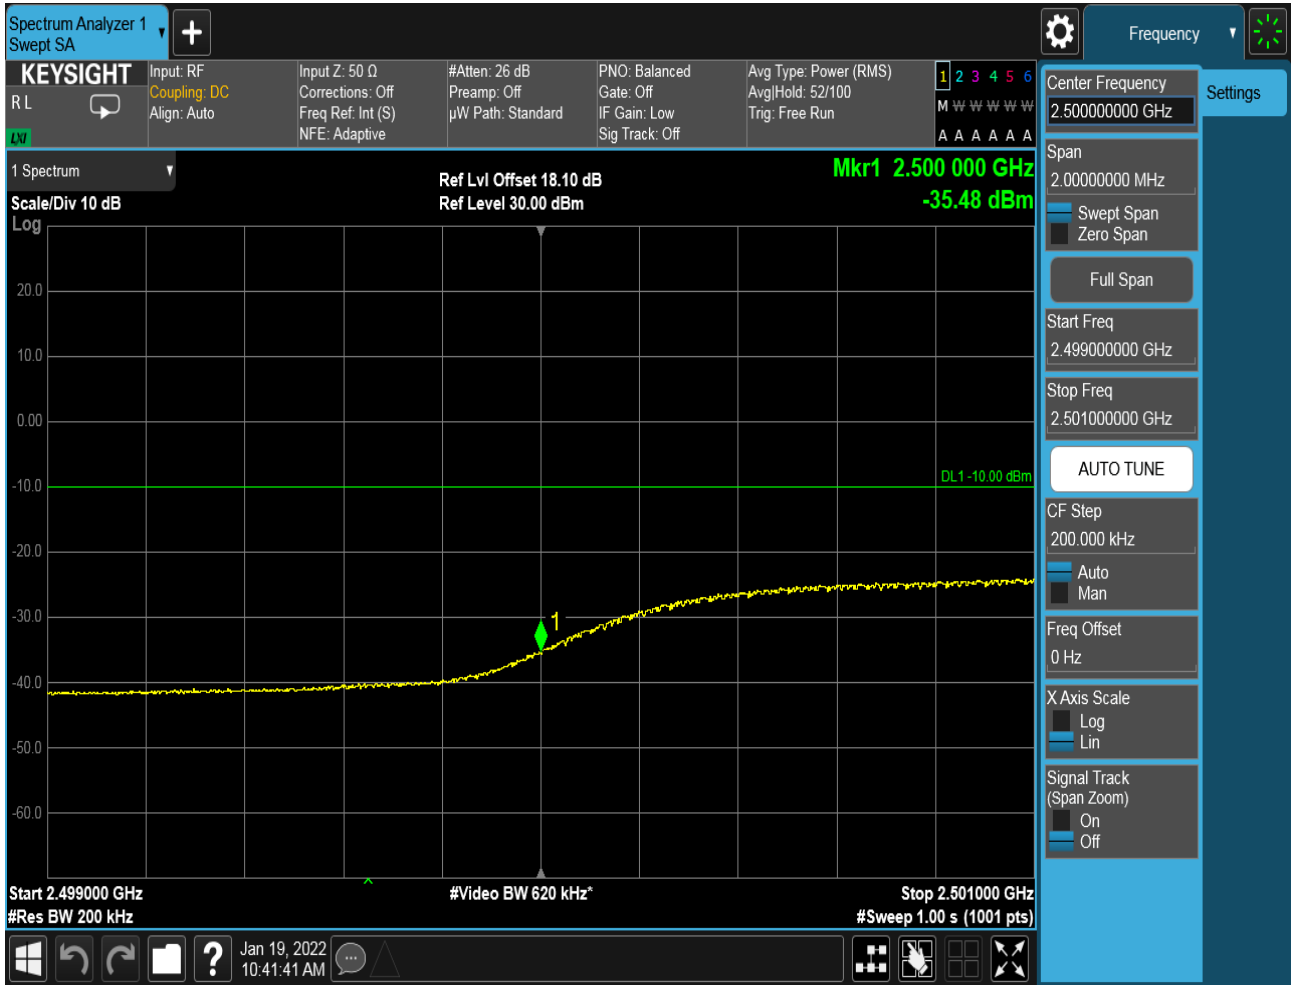 Spectrum Analyzer 1
Swept SA
Frequency
KEYSIGHT
R L
LXI
Input: RF
Coupling: DC
Align: Auto
Input Z: 50 Ω
Corrections: Off
Freq Ref: Int (S)
NFE: Adaptive
#Atten: 26 dB
Preamp: Off
µW Path: Standard
PNO: Balanced
Gate: Off
IF Gain: Low
Sig Track: Off
Avg Type: Power (RMS)
Avg|Hold: 52/100
Trig: Free Run
1 2 3 4 5 6
M W W W W W
A A A A A A
1 Spectrum
Scale/Div 10 dB
Log
Ref Lvl Offset 18.10 dB
Ref Level 30.00 dBm
Mkr1 2.500 000 GHz
-35.48 dBm
20.0
10.0
0.00
-10.0
-20.0
-30.0
-40.0
-50.0
-60.0
DL1 -10.00 dBm
1
Start 2.499000 GHz
#Res BW 200 kHz
#Video BW 620 kHz*
Stop 2.501000 GHz
#Sweep 1.00 s (1001 pts)
Jan 19, 2022
10:41:41 AM
Center Frequency
2.500000000 GHz
Settings
Span
2.00000000 MHz
Swept Span
Zero Span
Full Span
Start Freq
2.499000000 GHz
Stop Freq
2.501000000 GHz
AUTO TUNE
CF Step
200.000 kHz
Auto
Man
Freq Offset
0 Hz
X Axis Scale
Log
Lin
Signal Track
(Span Zoom)
On
Off